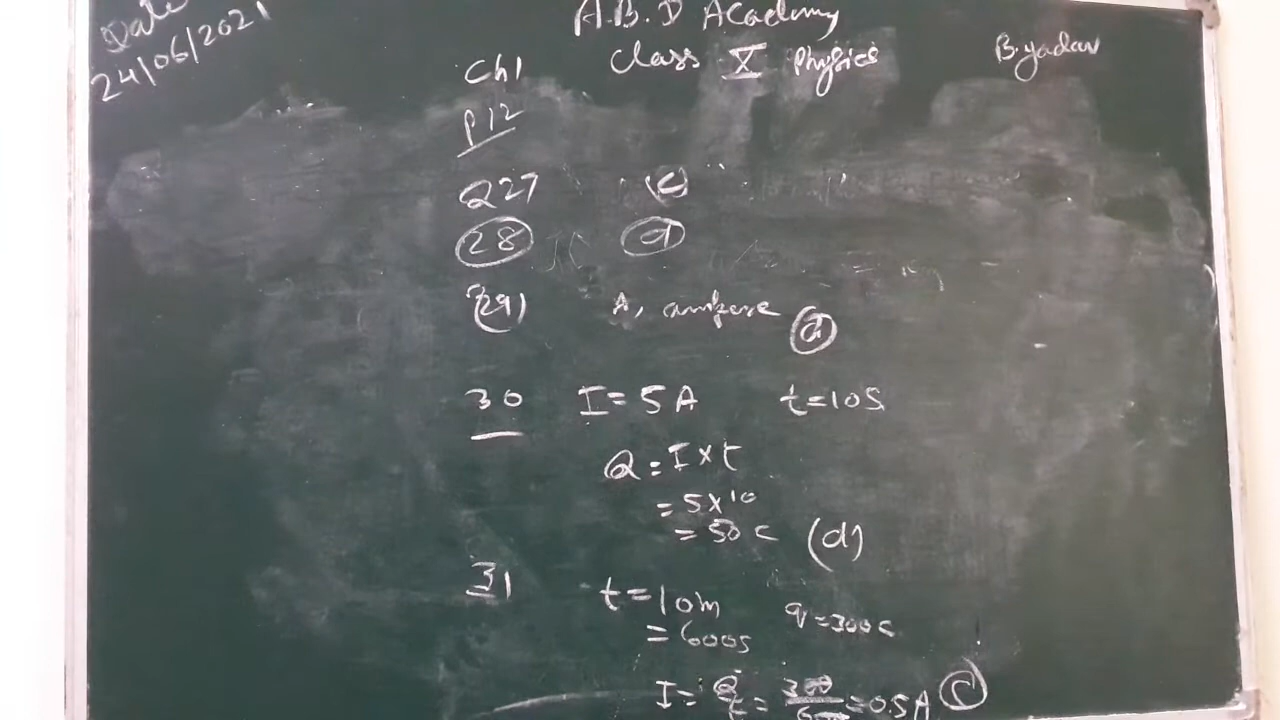 Date
24/06/2021
A.B.D Academy
Class X Physics
B.yadav
Ch1
P12
Q27 (c)
28 a
(29) A, ampere d
30 I=5A t=10S
Q=I×t
=5×10
=50C (d)
31 t=10m q=300C
=600s
I=Q/t=300/600=0.5A C